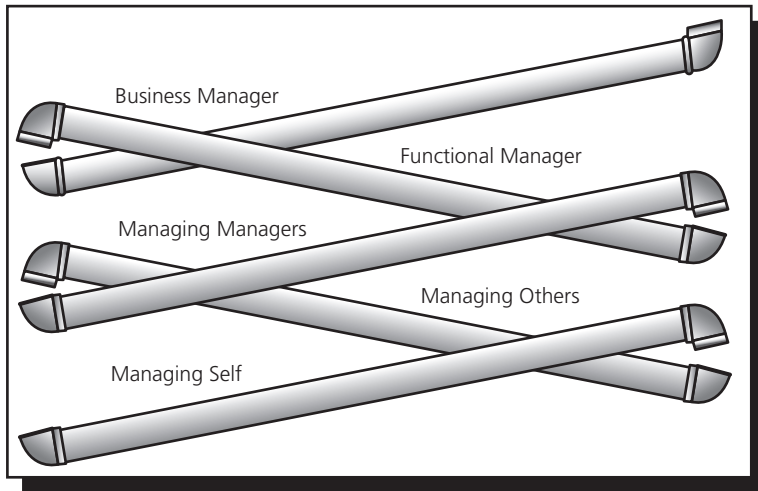 Business Manager
Functional Manager
Managing Managers
Managing Others
Managing Self